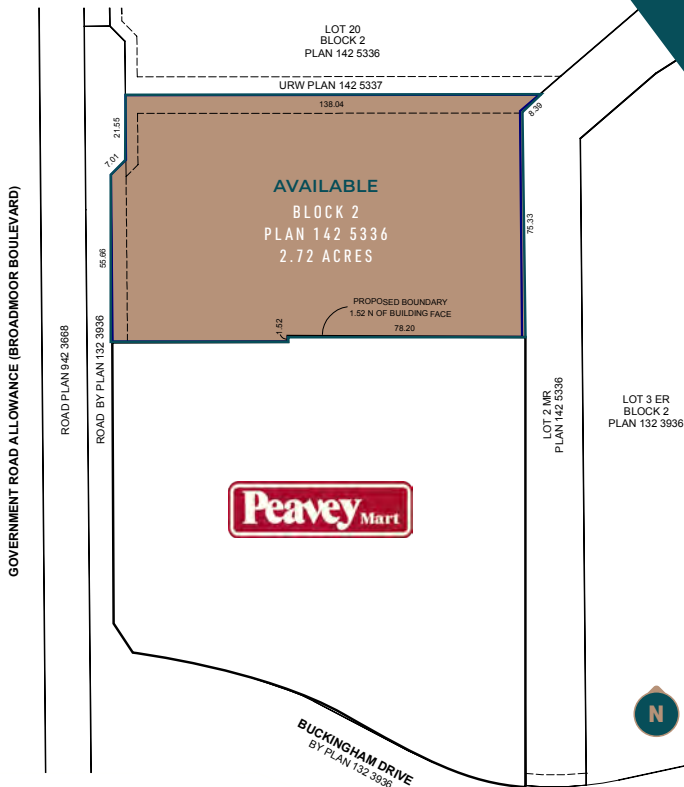 LOT 20
BLOCK 2
PLAN 142 5336
URW PLAN 142 5337
138.04
8.39
21.55
7.01
AVAILABLE
BLOCK 2
PLAN 142 5336
2.72 ACRES
75.33
55.66
PROPOSED BOUNDARY
1.52 N OF BUILDING FACE
1.52
78.20
GOVERNMENT ROAD ALLOWANCE (BROADMOOR BOULEVARD)
ROAD PLAN 942 3668
ROAD BY PLAN 132 3936
LOT 2 MR
PLAN 142 5336
LOT 3 ER
BLOCK 2
PLAN 132 3936
Peavey Mart
N
BUCKINGHAM DRIVE
BY PLAN 132 3936